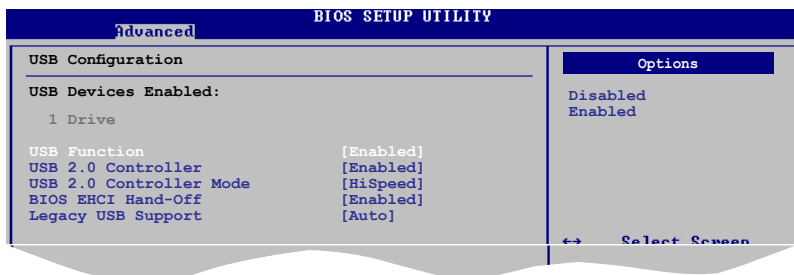 BIOS SETUP UTILITY
Advanced
USB Configuration
USB Devices Enabled:
1 Drive
USB Function [Enabled]
USB 2.0 Controller [Enabled]
USB 2.0 Controller Mode [HiSpeed]
BIOS EHCI Hand-Off [Enabled]
Legacy USB Support [Auto]
Options
Disabled
Enabled
←→ Select Screen